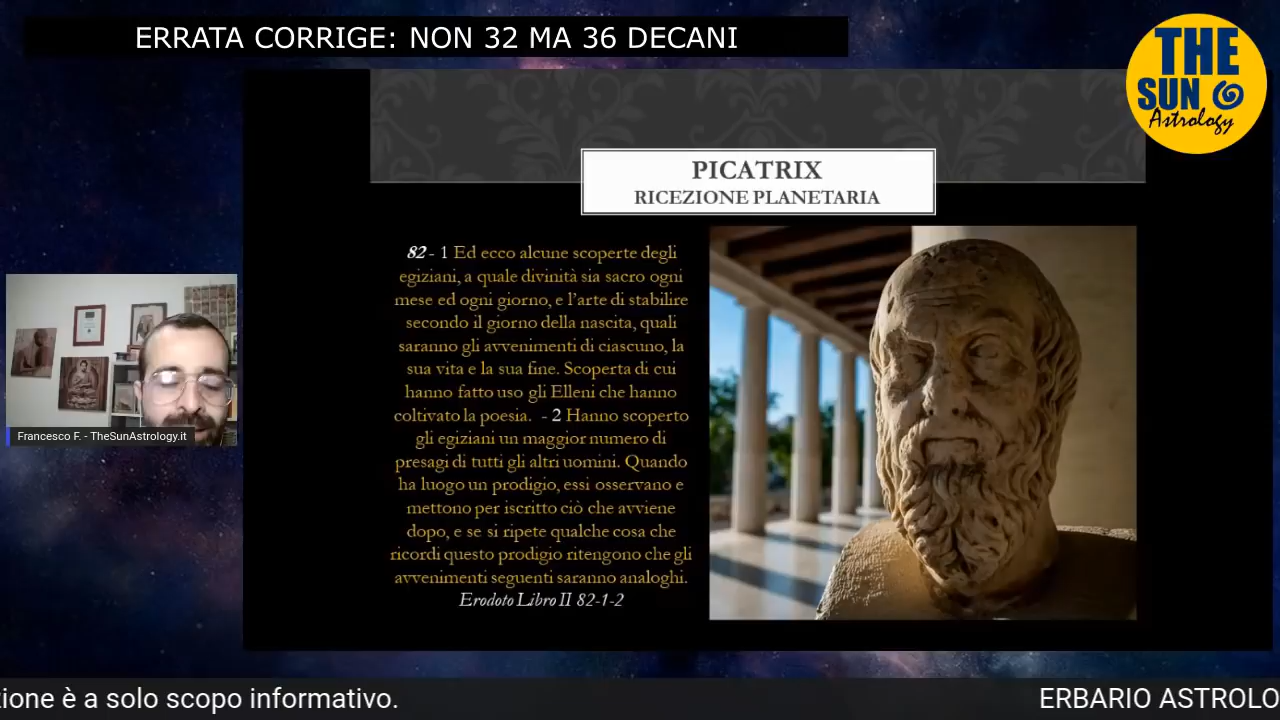 ERRATA CORRIGE: NON 32 MA 36 DECANI
THE
SUN
Astrology
PICATRIX
RICEZIONE PLANETARIA
82 - 1 Ed ecco alcune scoperte degli
egiziani, a quale divinità sia sacro ogni
mese ed ogni giorno, e l'arte di stabilire
secondo il giorno della nascita, quali
saranno gli avvenimenti di ciascuno, la
sua vita e la sua fine. Scoperta di cui
hanno fatto uso gli Elleni che hanno
coltivato la poesia. - 2 Hanno scoperto
gli egiziani un maggior numero di
presagi di tutti gli altri uomini. Quando
ha luogo un prodigio, essi osservano e
mettono per iscritto ciò che avviene
dopo, e se si ripete qualche cosa che
ricordi questo prodigio ritengono che gli
avvenimenti seguenti saranno analoghi.
Erodoto Libro II 82-1-2
Francesco F. - TheSunAstrology.it
zione è a solo scopo informativo.
ERBARIO ASTROLO